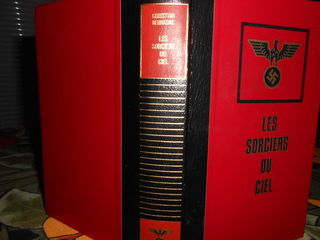 CHRISTIAN
BERNADAC
LES
SORCIERS
DU
CIEL
LES
SORCIERS
DU
CIEL